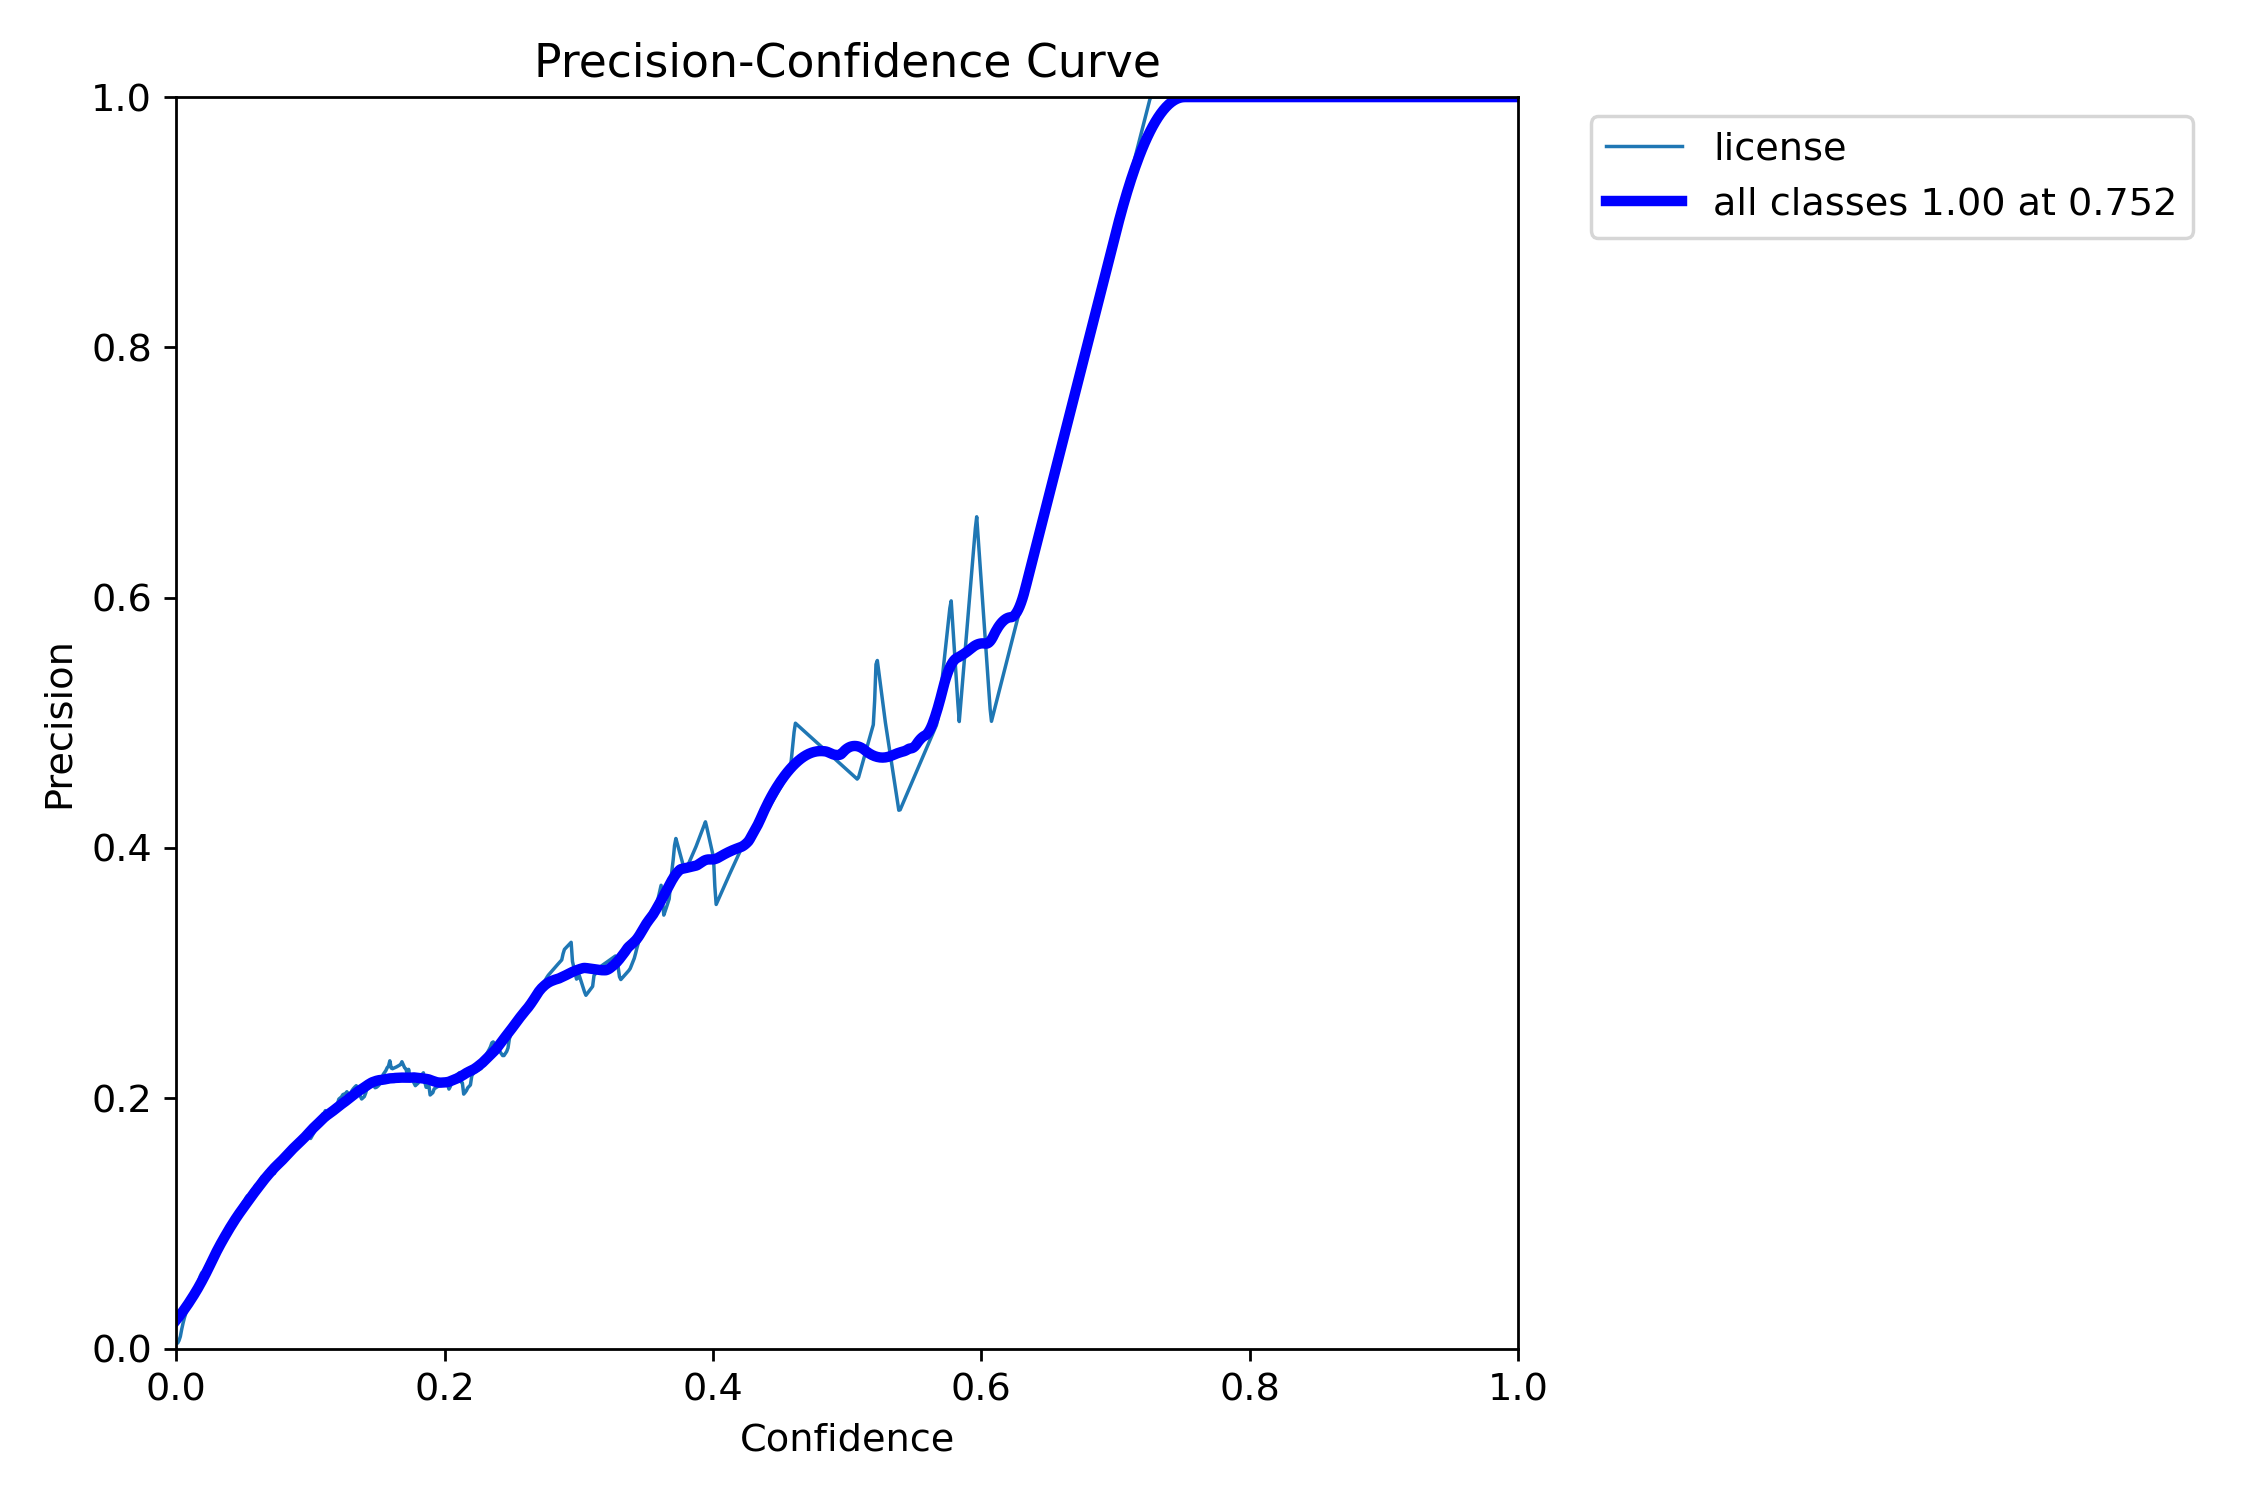 Precision-Confidence Curve
1.0
0.8
0.6
0.4
0.2
0.0
Precision
0.0 0.2 0.4 0.6 0.8 1.0
Confidence
license
all classes 1.00 at 0.752